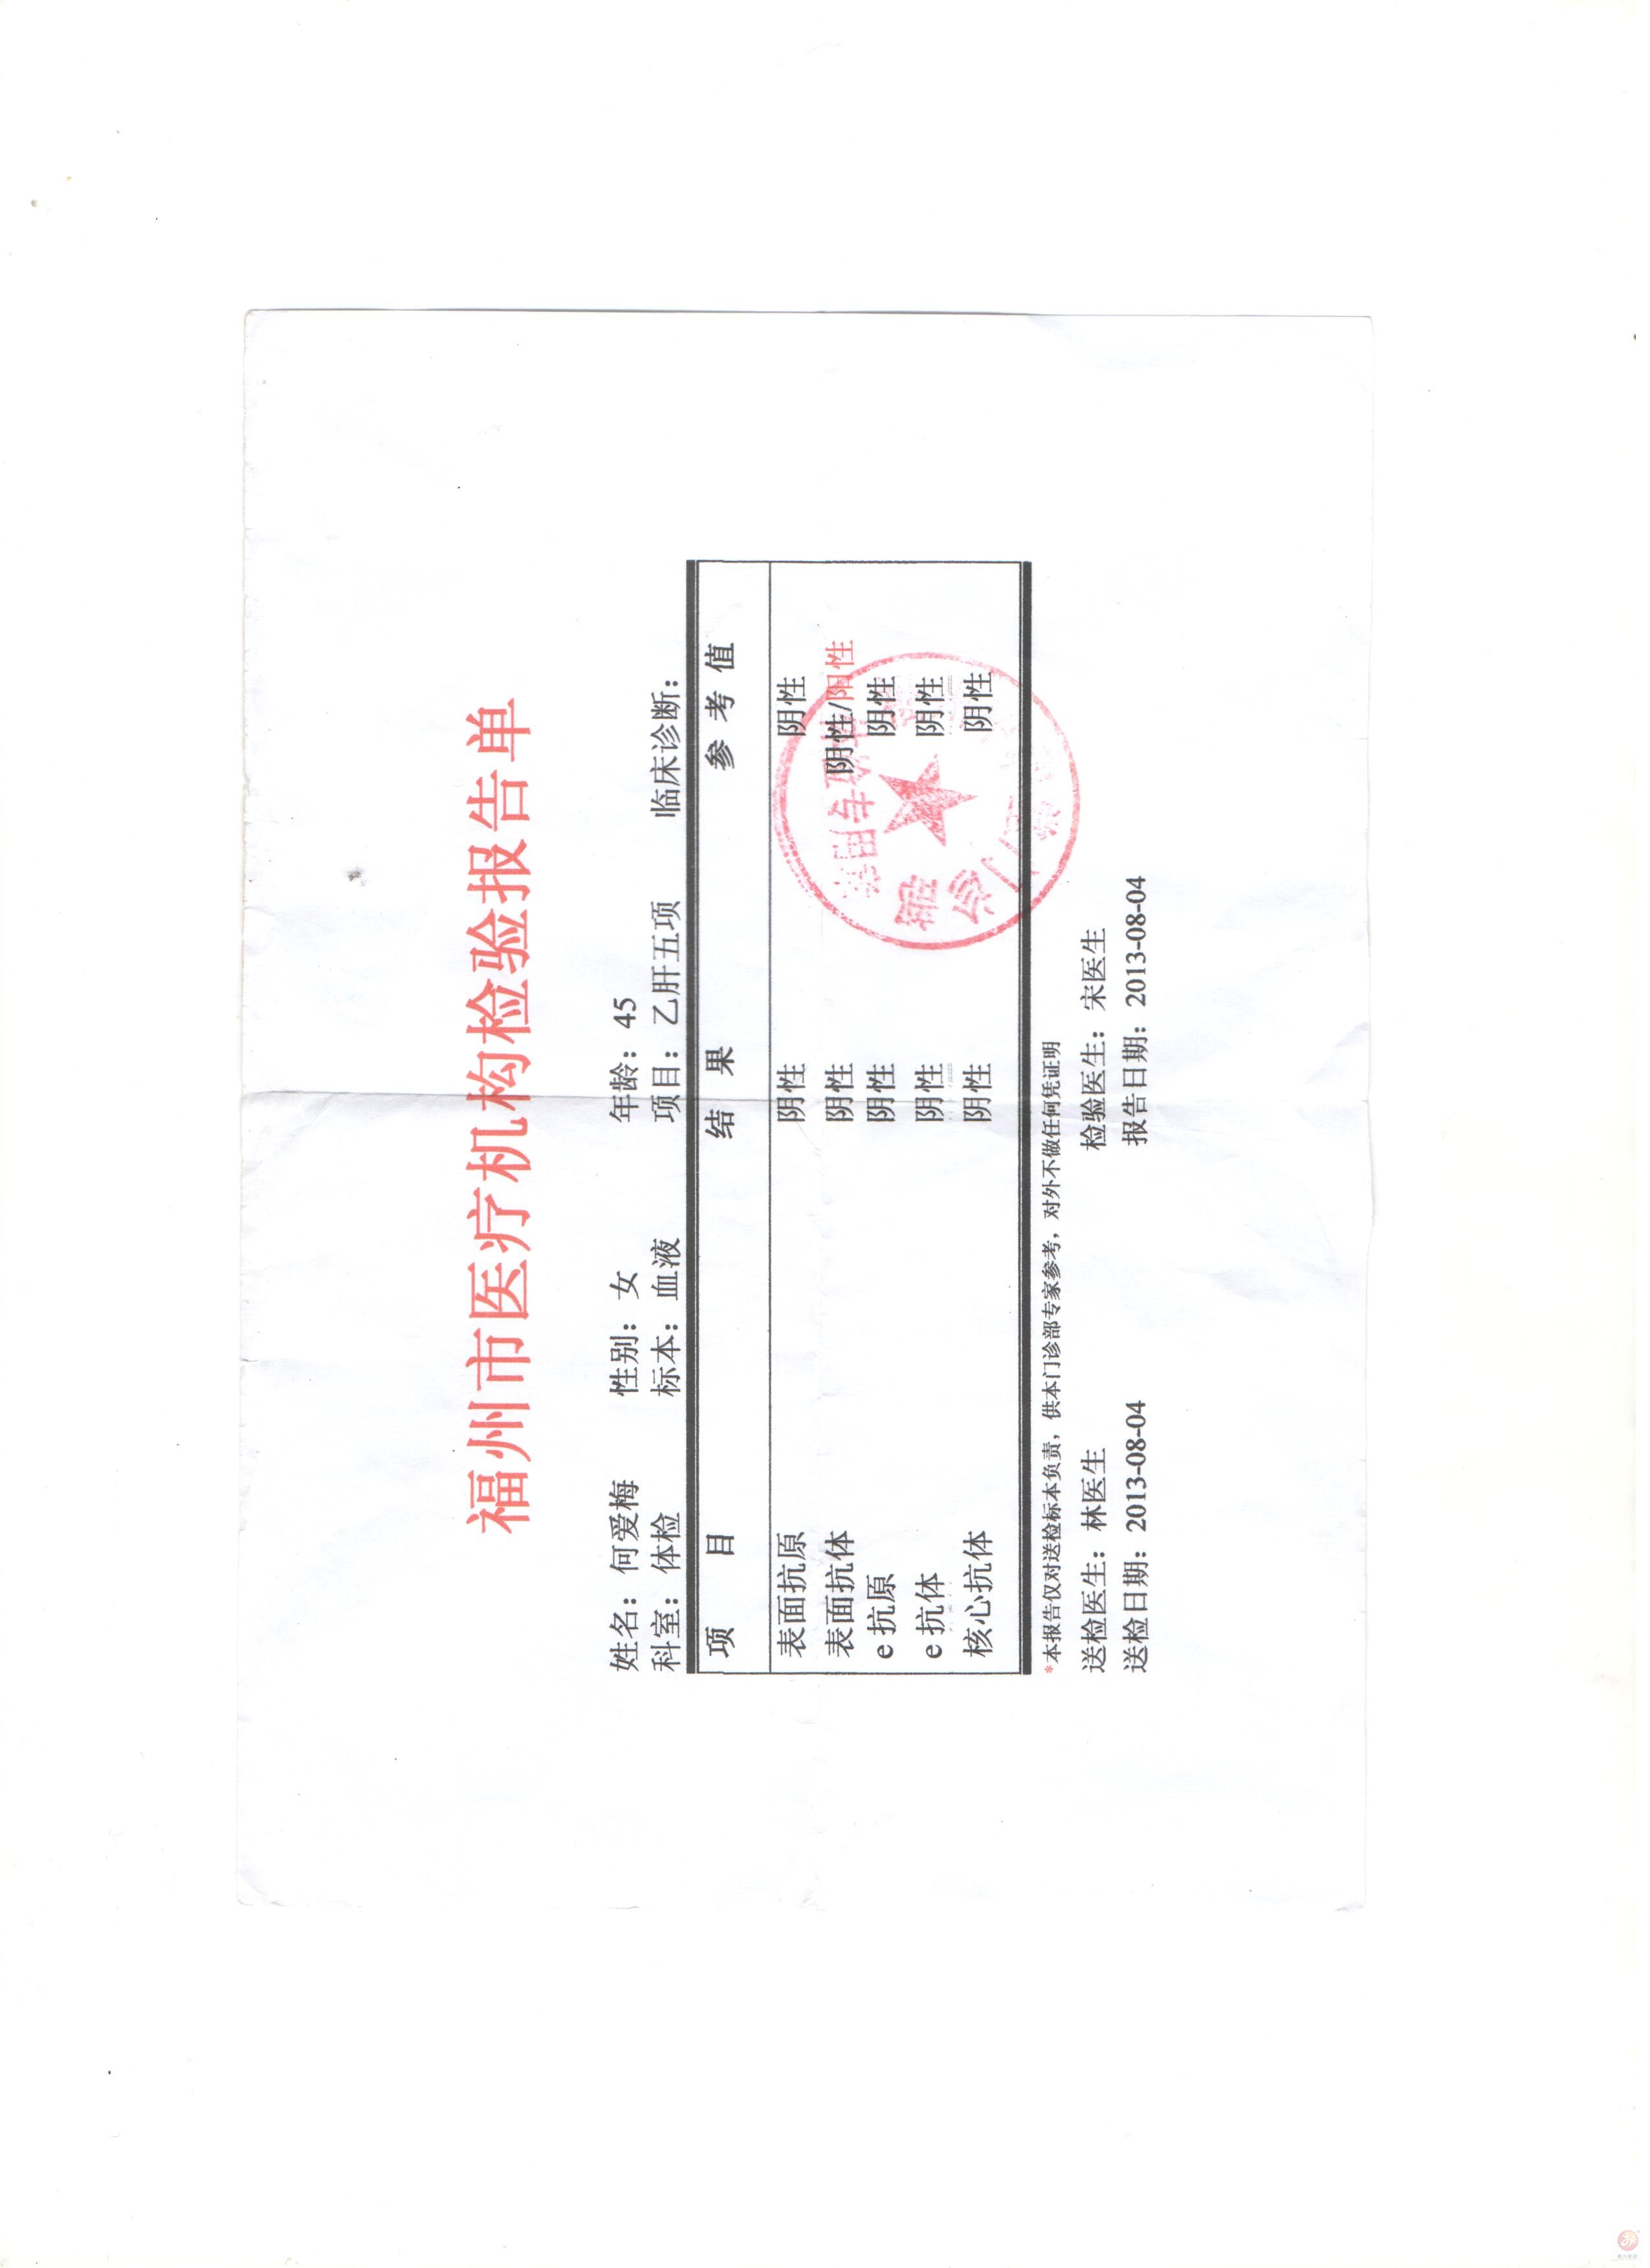 福州市医疗机构检验报告单
姓名：何爱梅 性别：女 年龄：45
科室：体检 标本：血液 项目：乙肝五项 临床诊断：
项 目 结 果 参 考 值
表面抗原 阴性 阴性
表面抗体 阴性 阴性/阳性
e 抗原 阴性 阴性
e 抗体 阴性 阴性
核心抗体 阴性 阴性
*本报告仅对送检标本负责，供本门诊部专家参考，对外不做任何凭证明
送检医生：林医生 检验医生：宋医生
送检日期：2013-08-04 报告日期：2013-08-04